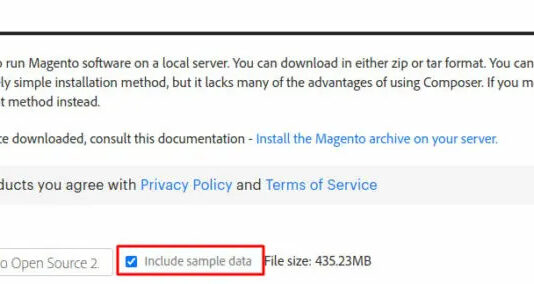 o run Magento software on a local server. You can download in either zip or tar format. You can
ly simple installation method, but it lacks many of the advantages of using Composer. If you m
t method instead.
ce downloaded, consult this documentation - Install the Magento archive on your server.
ducts you agree with Privacy Policy and Terms of Service
o Open Source 2. Include sample data File size: 435.23MB